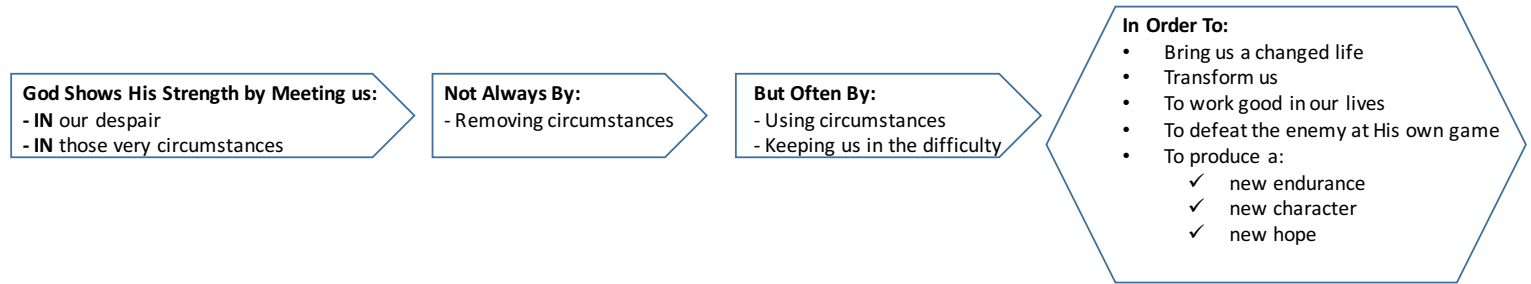 God Shows His Strength by Meeting us:
- IN our despair
- IN those very circumstances
Not Always By:
- Removing circumstances
But Often By:
- Using circumstances
- Keeping us in the difficulty
In Order To:
• Bring us a changed life
• Transform us
• To work good in our lives
• To defeat the enemy at His own game
• To produce a:
✓ new endurance
✓ new character
✓ new hope